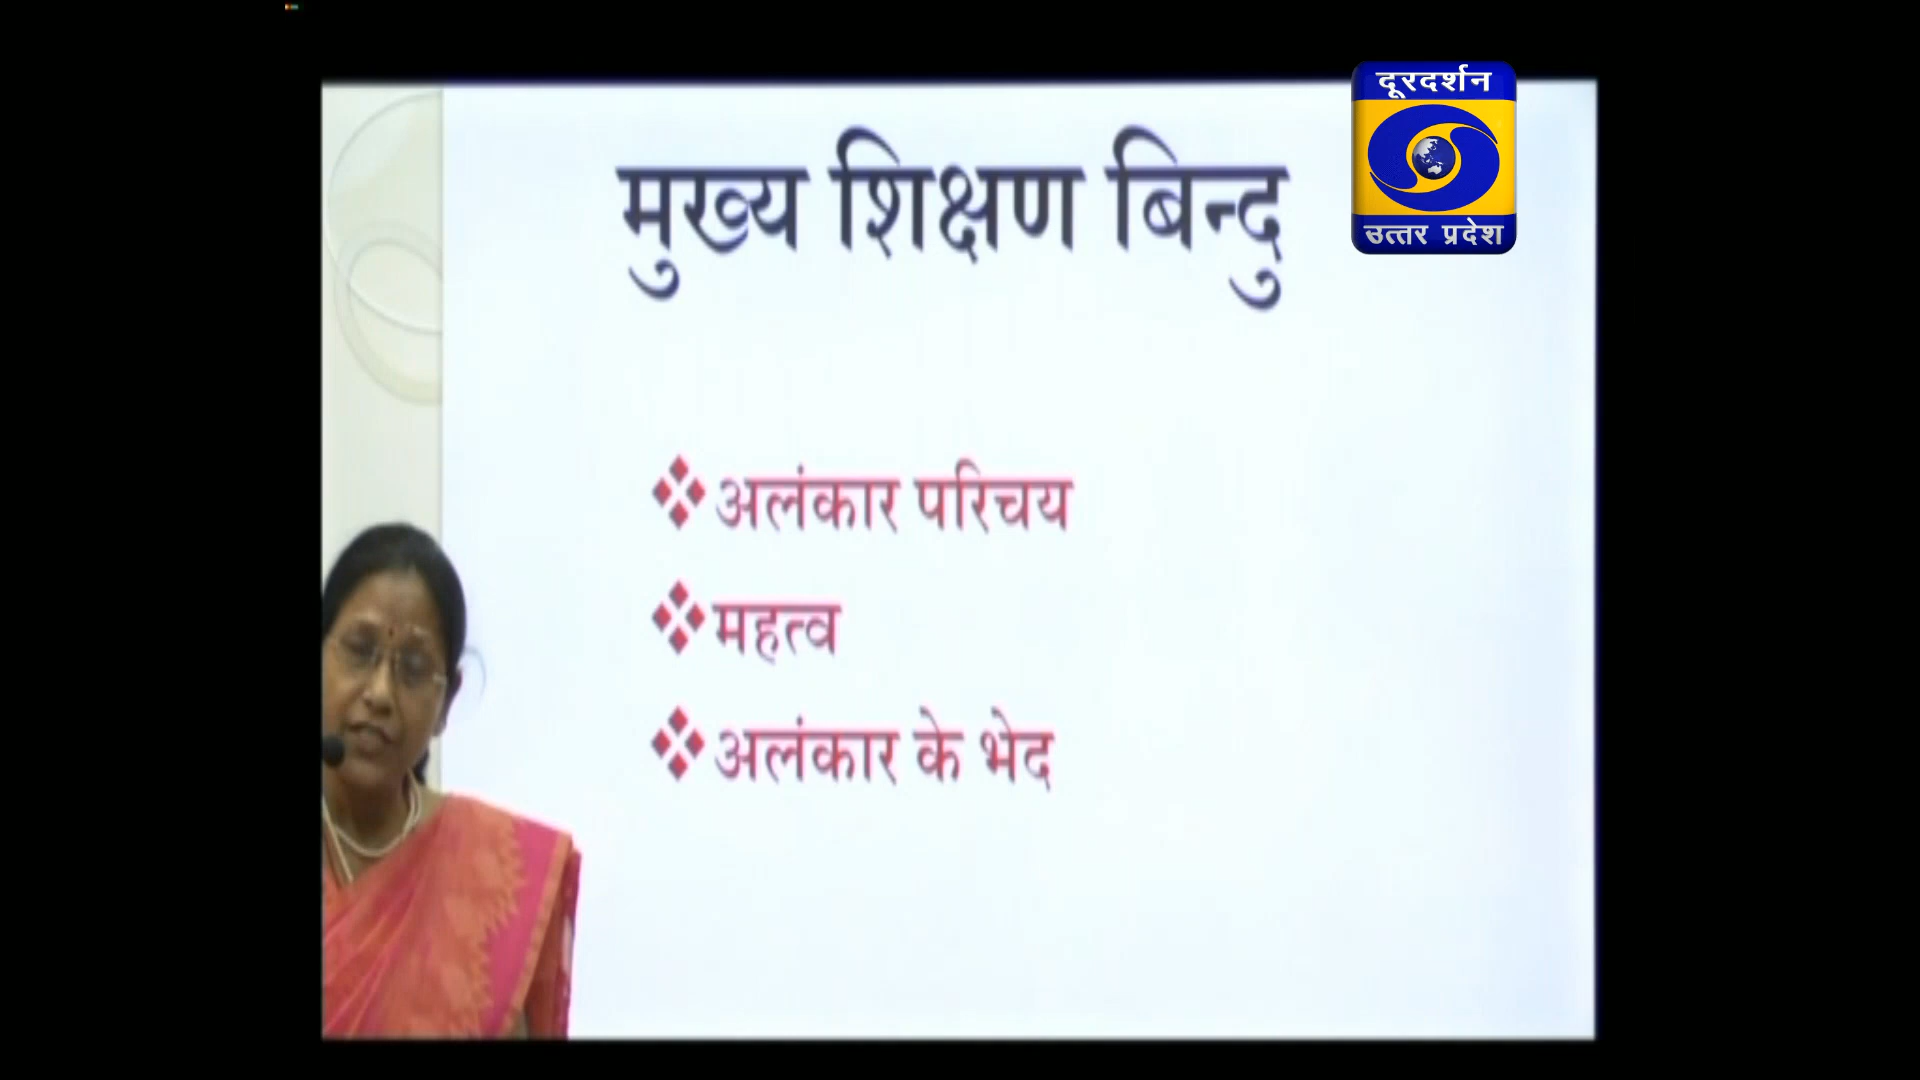 दूरदर्शन
उत्तर प्रदेश
मुख्य शिक्षण बिन्दु
❖अलंकार परिचय
❖महत्व
❖अलंकार के भेद